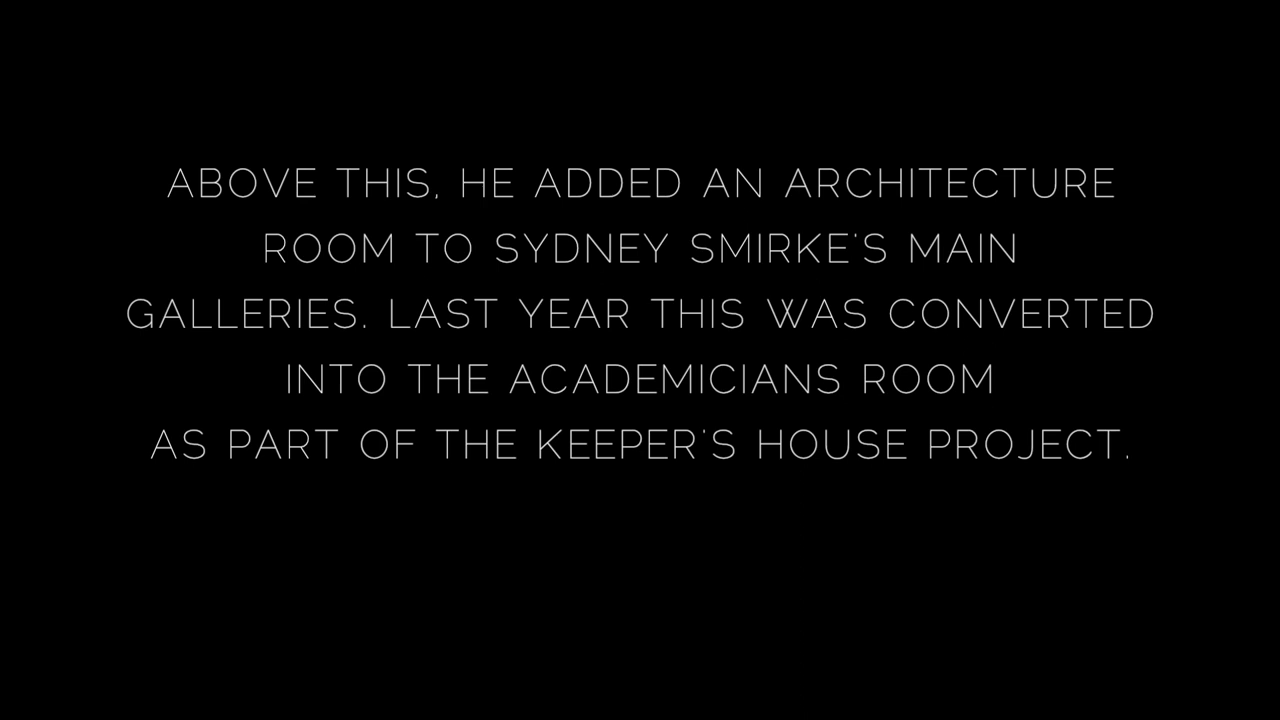 ABOVE THIS, HE ADDED AN ARCHITECTURE
ROOM TO SYDNEY SMIRKE'S MAIN
GALLERIES. LAST YEAR THIS WAS CONVERTED
INTO THE ACADEMICIANS ROOM
AS PART OF THE KEEPER'S HOUSE PROJECT.